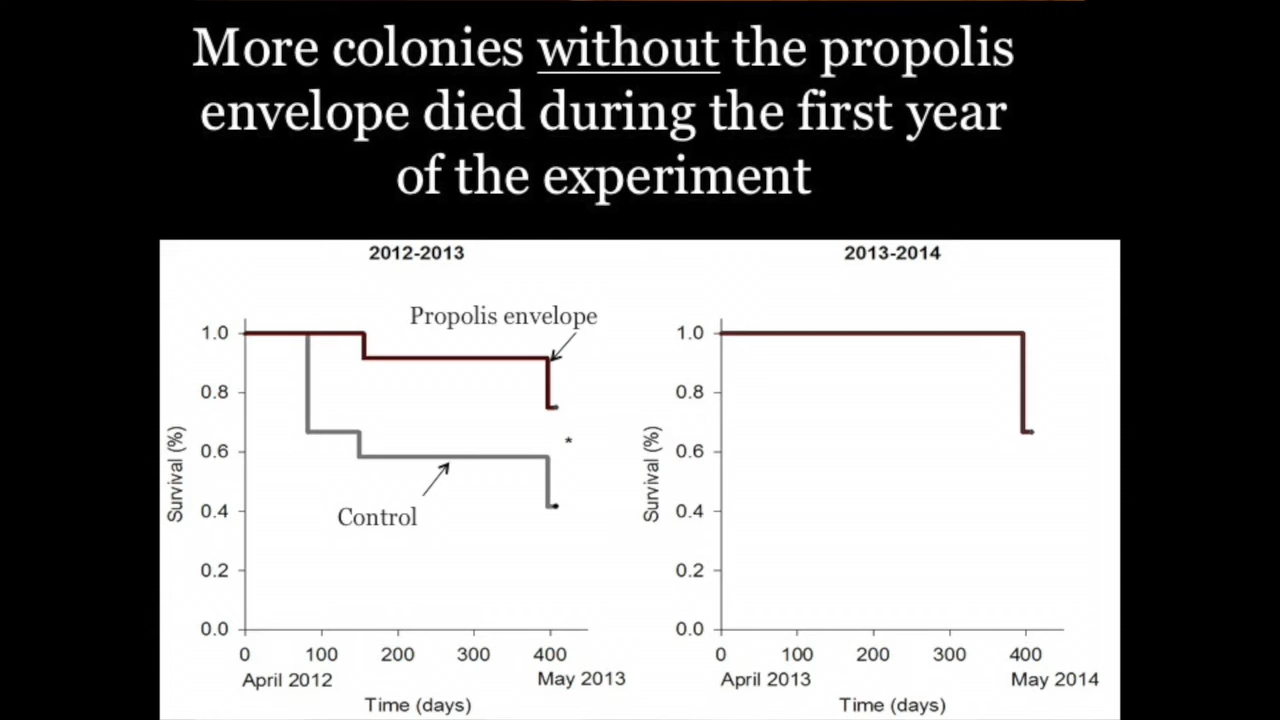 More colonies without the propolis
envelope died during the first year
of the experiment
2012-2013
Propolis envelope
1.0
0.8
0.6
0.4
0.2
0.0
Survival (%)
*
Control
0 100 200 300 400
April 2012 May 2013
Time (days)
2013-2014
1.0
0.8
0.6
0.4
0.2
0.0
Survival (%)
0 100 200 300 400
April 2013 May 2014
Time (days)